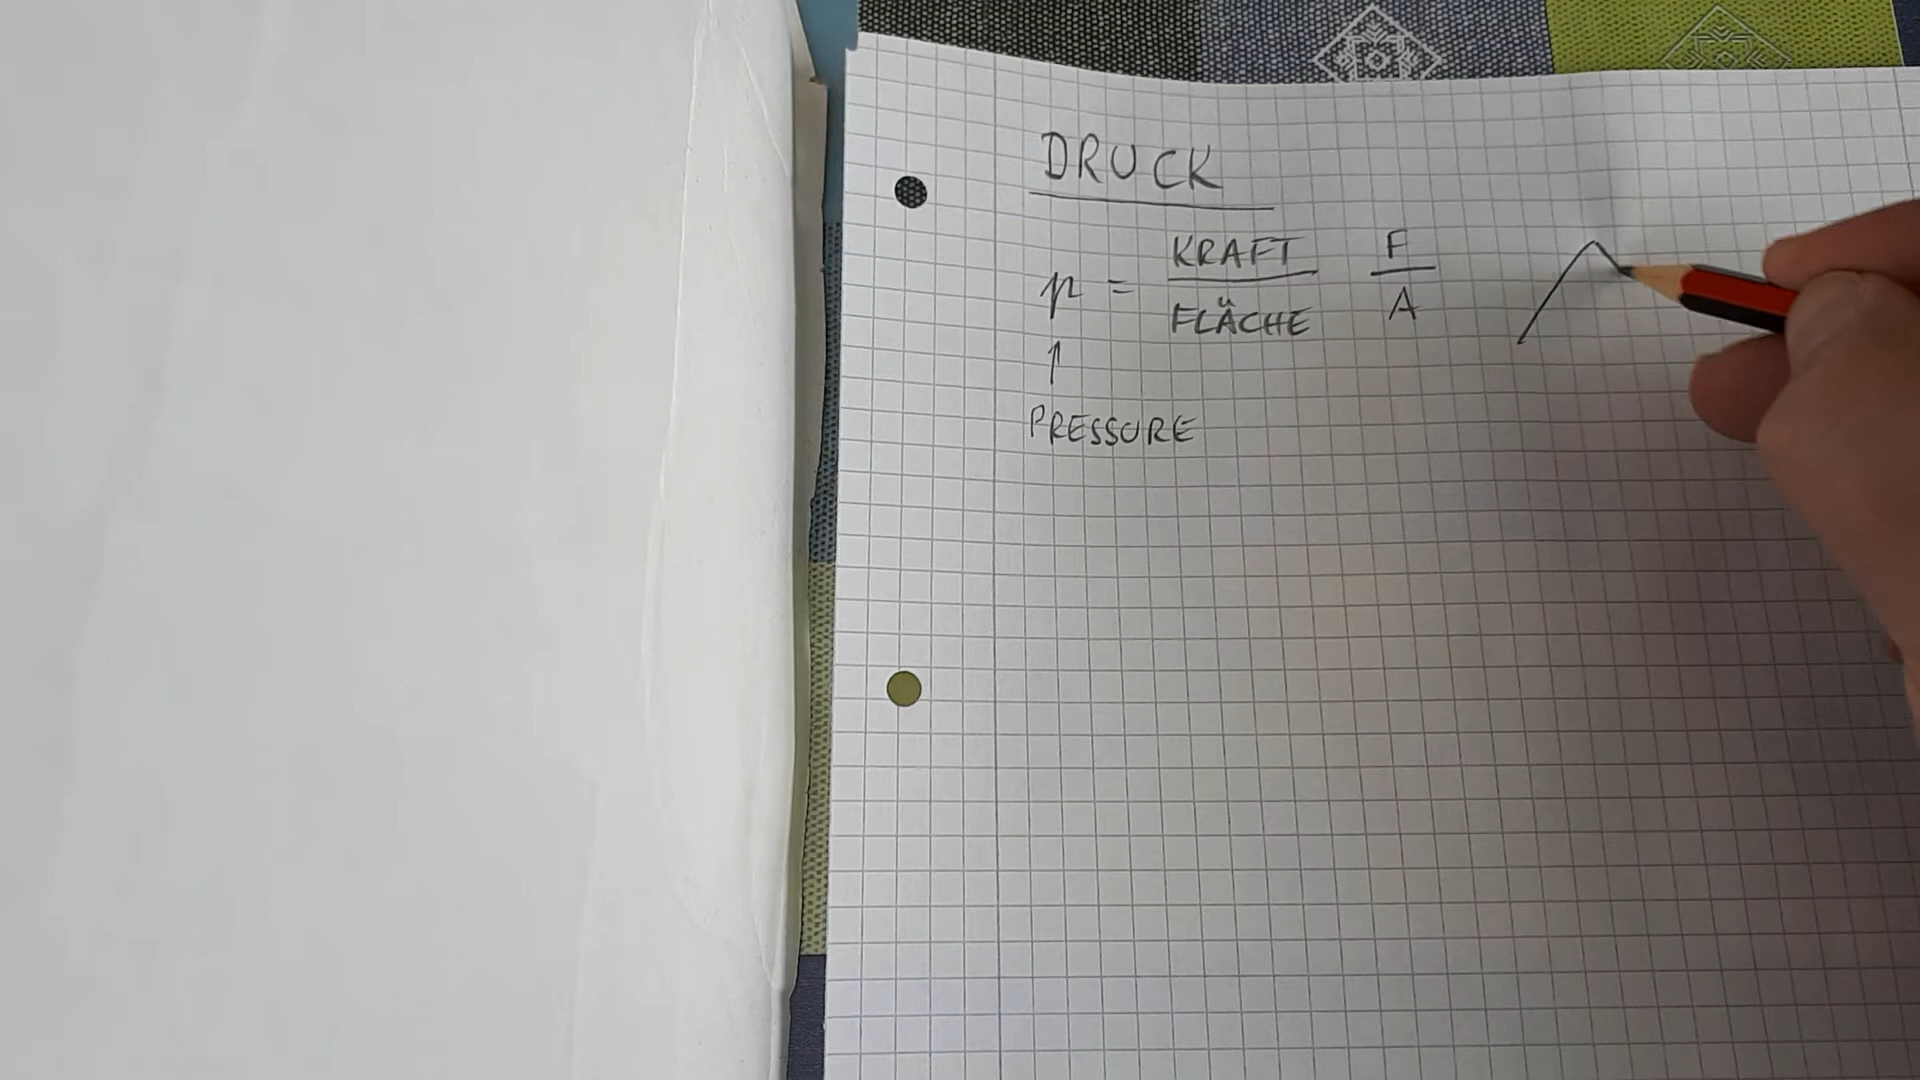 DRUCK
p = KRAFT F
FLÄCHE A
↑
PRESSURE